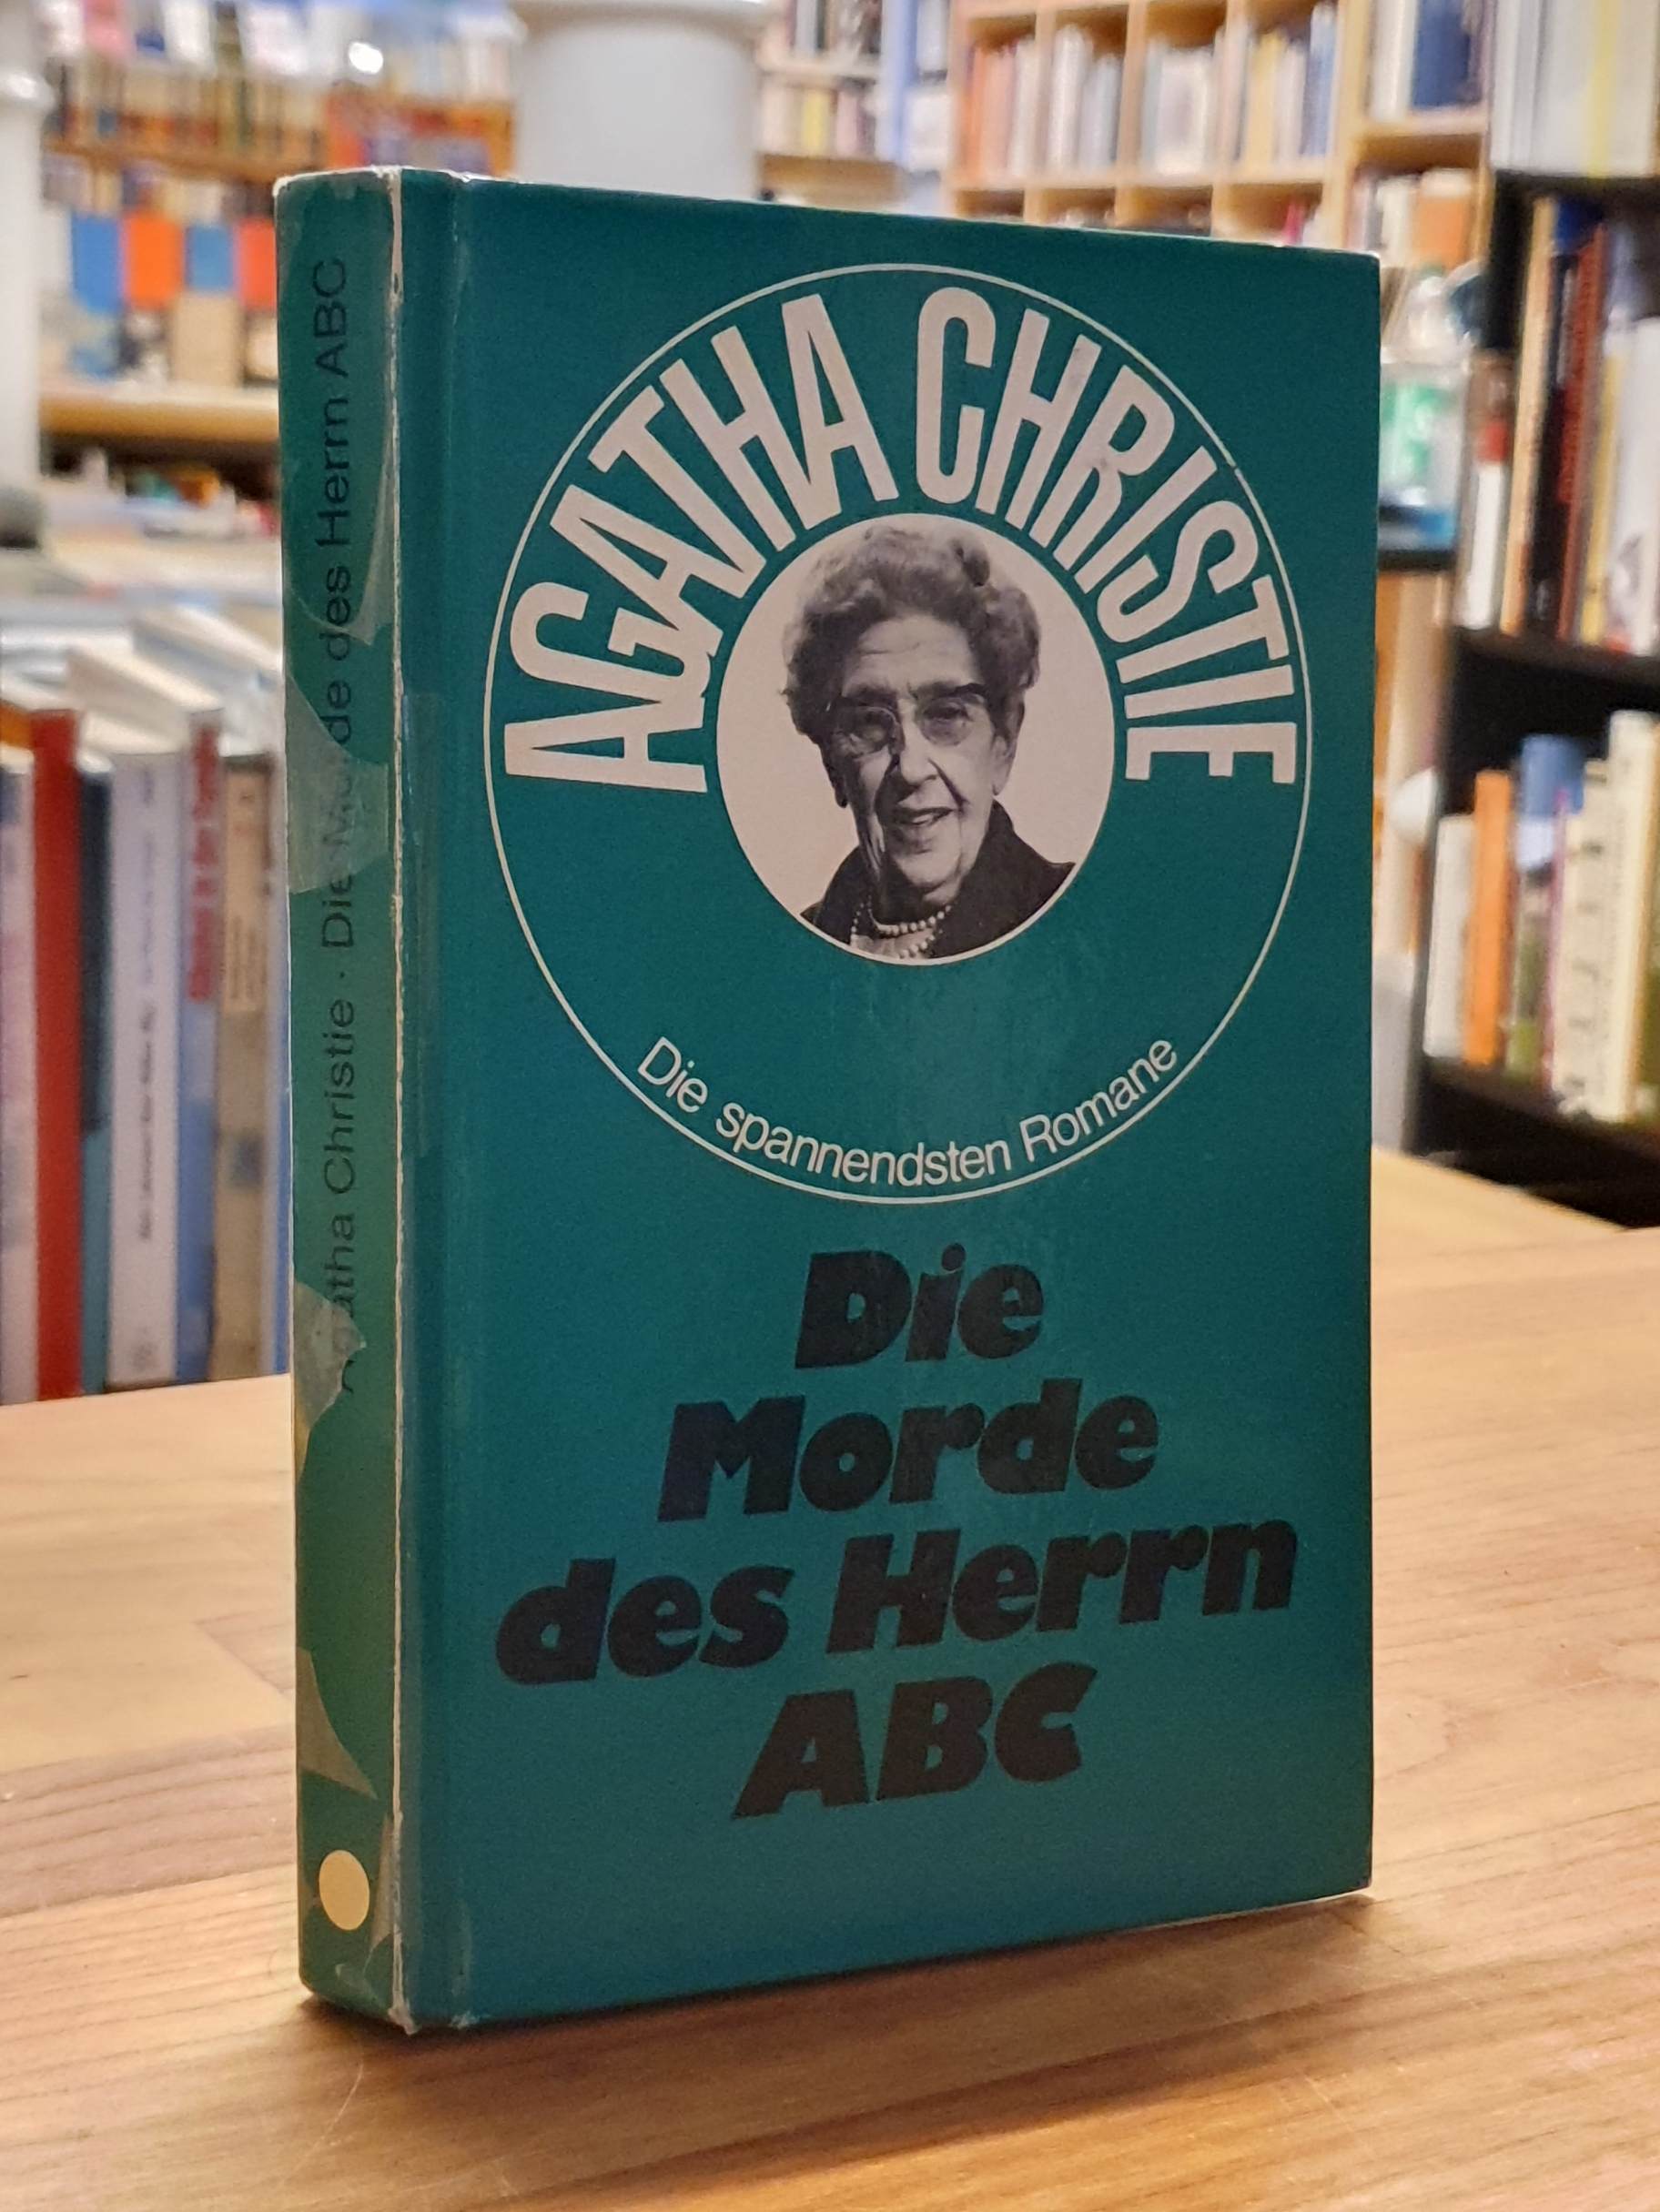 Agatha Christie · Die Morde des Herrn ABC
AGATHA CHRISTIE
Die spannendsten Romane
Die
Morde
des Herrn
ABC